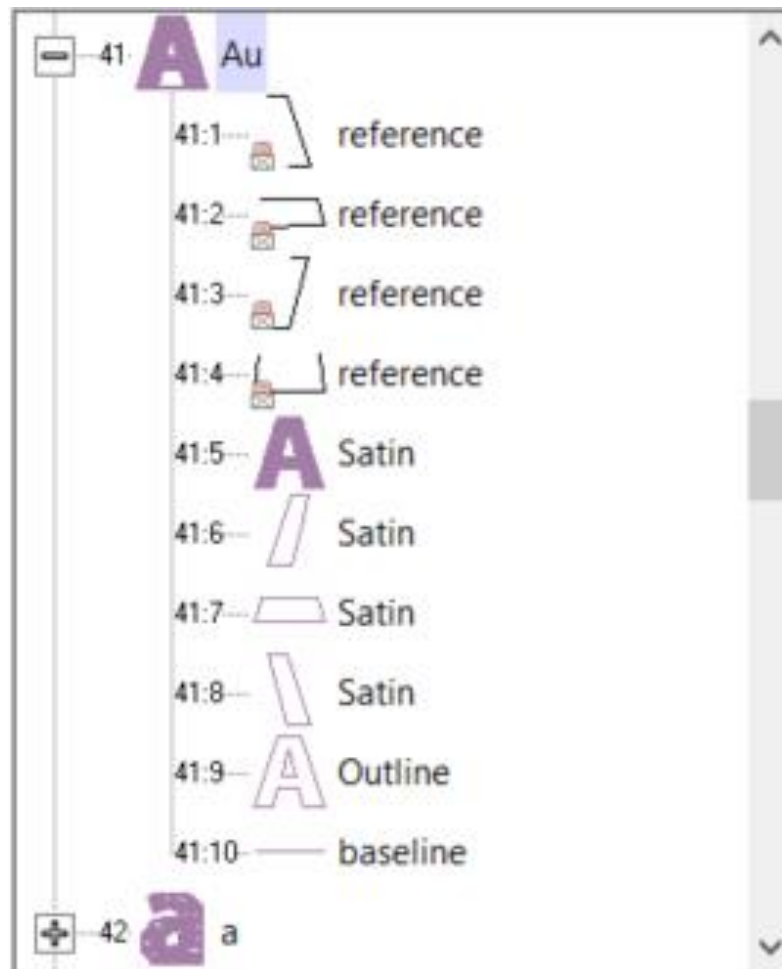 41 A Au
41:1 reference
41:2 reference
41:3 reference
41:4 reference
41:5 A Satin
41:6 Satin
41:7 Satin
41:8 Satin
41:9 A Outline
41:10 baseline
42 a a